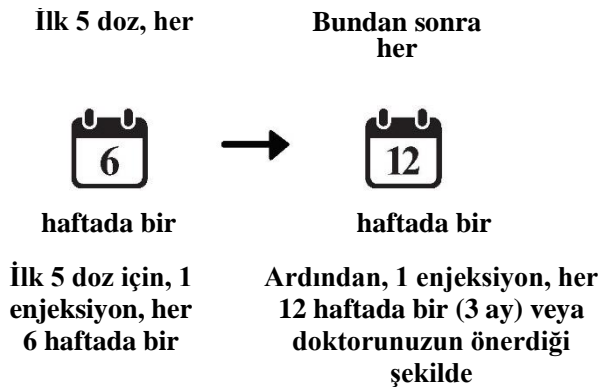 İlk 5 doz, her
6
haftada bir
İlk 5 doz için, 1
enjeksiyon, her
6 haftada bir
Bundan sonra
her
12
haftada bir
Ardından, 1 enjeksiyon, her
12 haftada bir (3 ay) veya
doktorunuzun önerdiği
şekilde